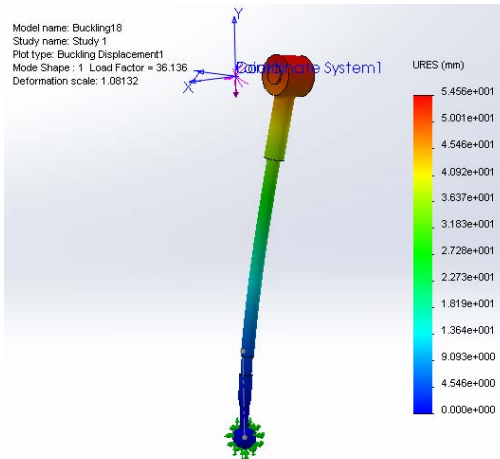 Model name: Buckling18
Study name: Study 1
Plot type: Buckling Displacement1
Mode Shape : 1 Load Factor = 36.136
Deformation scale: 1.08132
Y
Coordinate System1
X
URES (mm)
5.456e+001
5.001e+001
4.546e+001
4.092e+001
3.637e+001
3.183e+001
2.728e+001
2.273e+001
1.819e+001
1.364e+001
9.093e+000
4.546e+000
0.000e+000